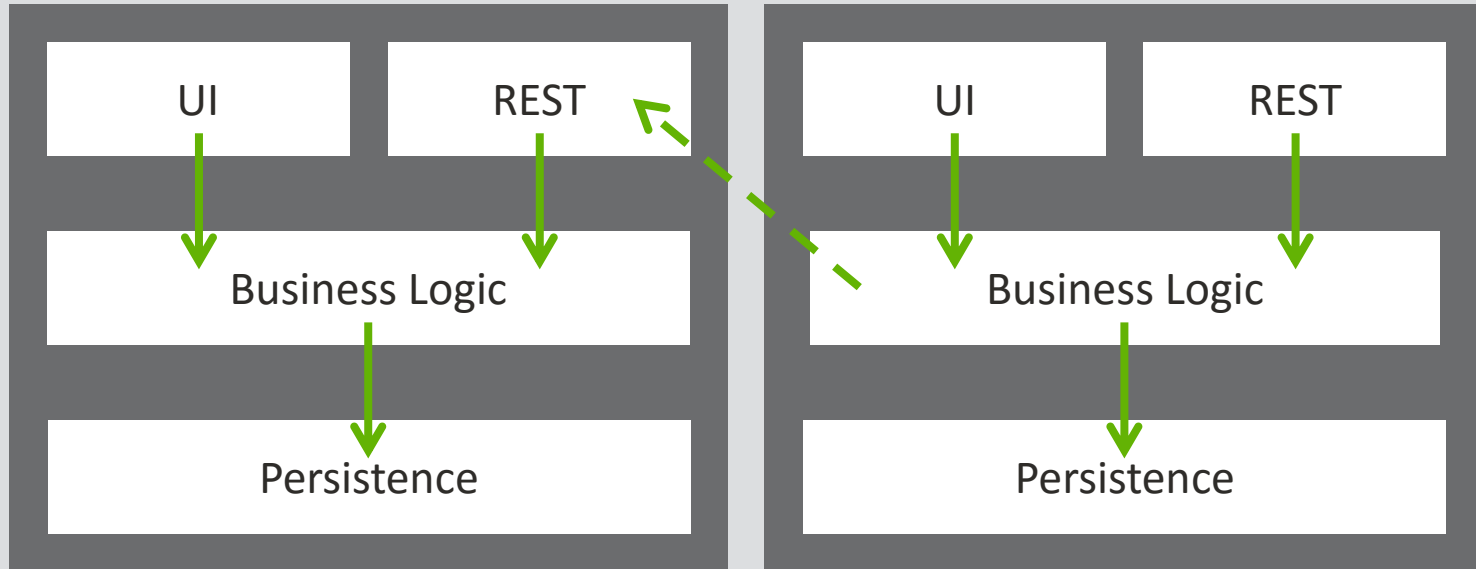 UI
REST
Business Logic
Persistence
UI
REST
Business Logic
Persistence